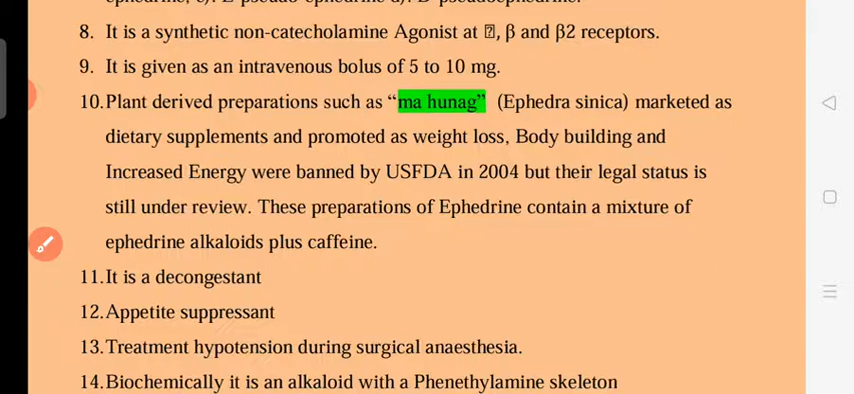 8. It is a synthetic non-catecholamine Agonist at , β and β2 receptors.
9. It is given as an intravenous bolus of 5 to 10 mg.
10.Plant derived preparations such as “ma hunag” (Ephedra sinica) marketed as
dietary supplements and promoted as weight loss, Body building and
Increased Energy were banned by USFDA in 2004 but their legal status is
still under review. These preparations of Ephedrine contain a mixture of
ephedrine alkaloids plus caffeine.
11.It is a decongestant
12.Appetite suppressant
13.Treatment hypotension during surgical anaesthesia.
14.Biochemically it is an alkaloid with a Phenethylamine skeleton